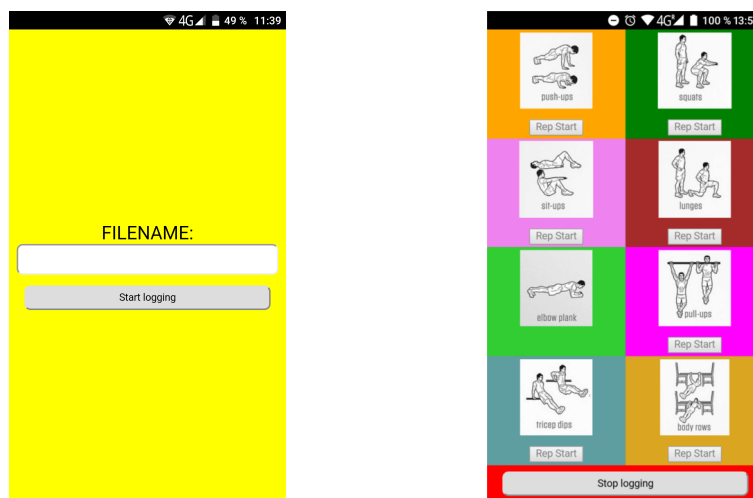 4G 49 % 11:39
FILENAME:
Start logging
4G 100 % 13:5
push-ups
squats
Rep Start
Rep Start
sit-ups
lunges
Rep Start
Rep Start
elbow plank
pull-ups
Rep Start
tricep dips
body rows
Rep Start
Rep Start
Stop logging